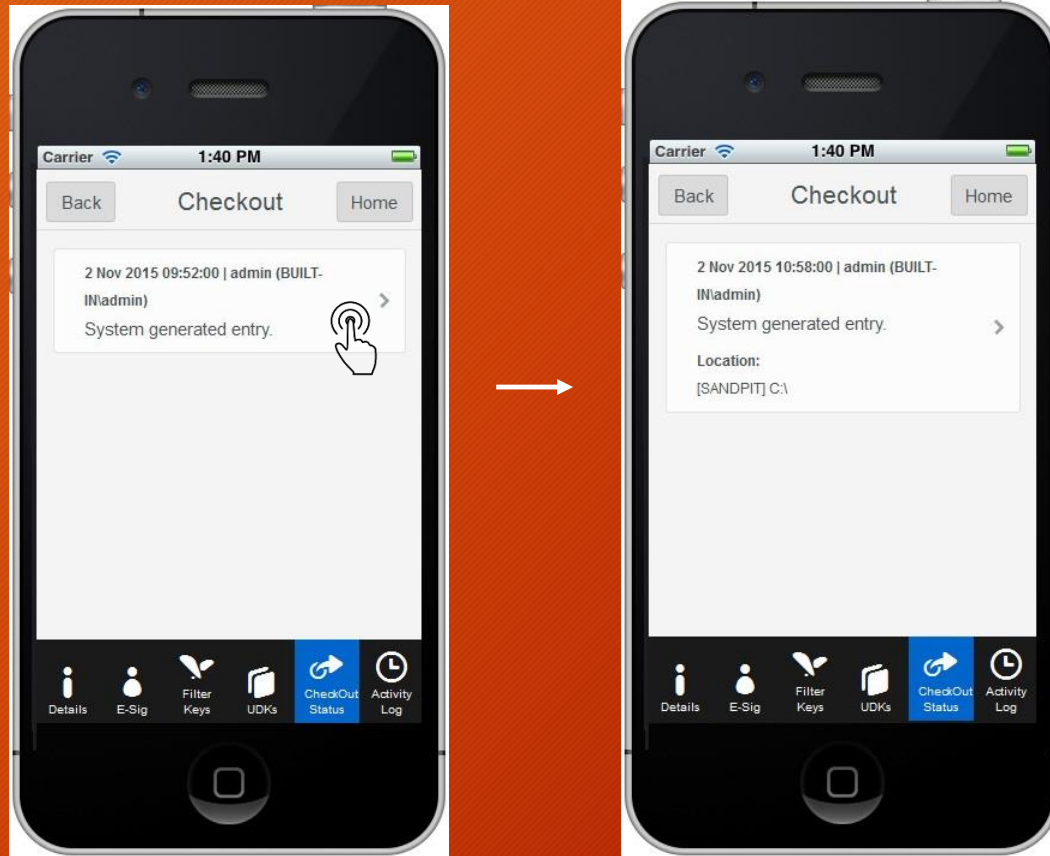 Carrier 1:40 PM
Back Checkout Home
2 Nov 2015 09:52:00 | admin (BUILT-
IN\admin)
System generated entry.
Details E-Sig Filter Keys UDKs CheckOut Status Activity Log
Carrier 1:40 PM
Back Checkout Home
2 Nov 2015 10:58:00 | admin (BUILT-
IN\admin)
System generated entry.
Location:
[SANDPIT] C:\
Details E-Sig Filter Keys UDKs CheckOut Status Activity Log